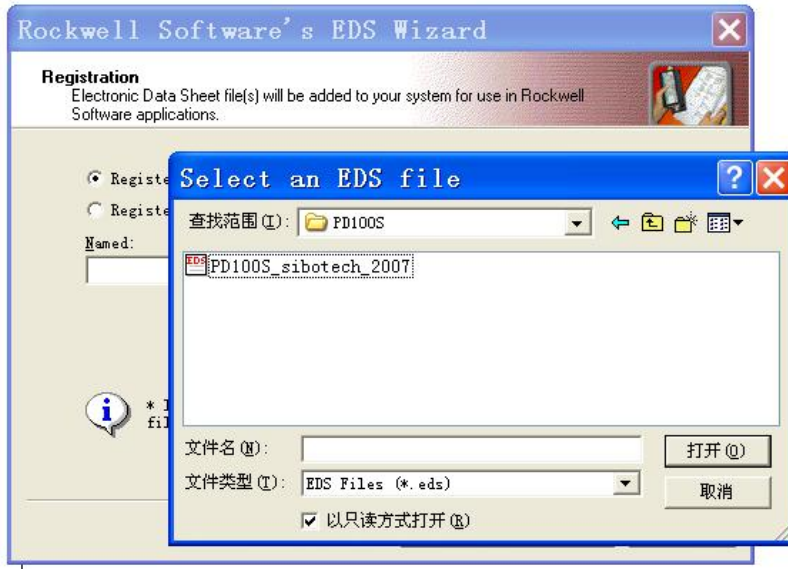 Rockwell Software's EDS Wizard
Registration
Electronic Data Sheet file(s) will be added to your system for use in Rockwell
Software applications.
Select an EDS file
查找范围(I): PD100S
EDS PD100S_sibotech_2007
Named:
文件名(N):
打开(O)
文件类型(T): EDS Files (*.eds)
取消
以只读方式打开(R)